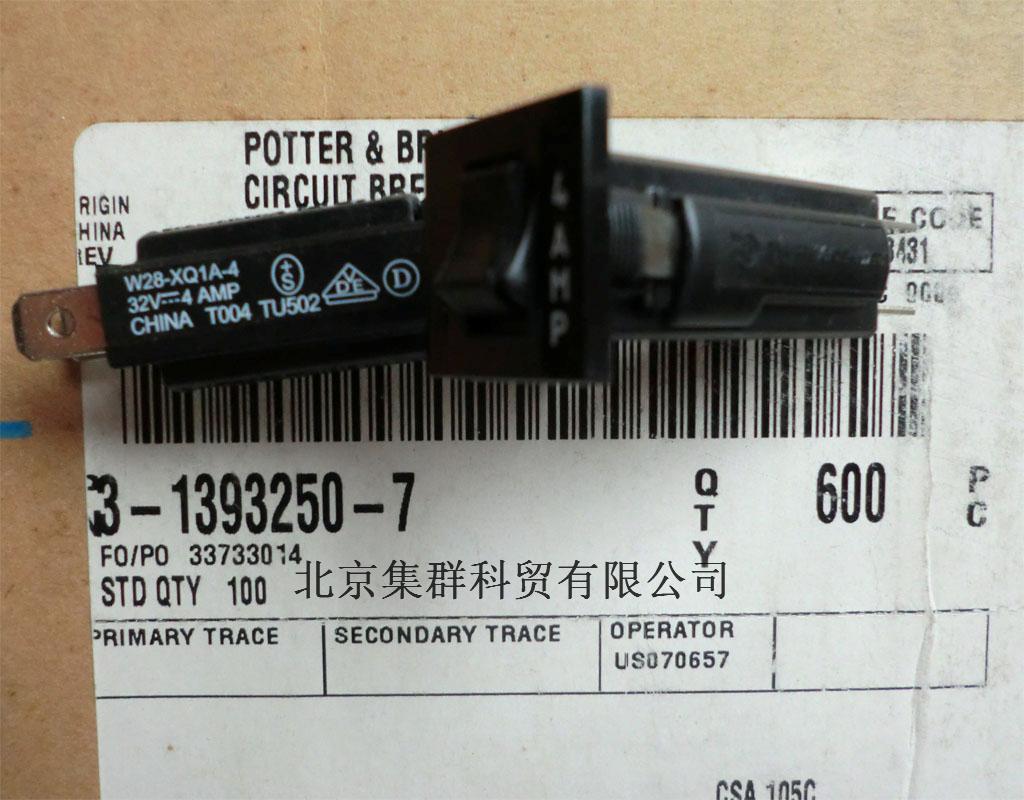 POTTER &
CIRCUIT
RIGIN
HINA
REV
CODE
W28-XQ1A-4
32V⎓4 AMP
CHINA T004 TU502
S
VDE
D
4 AMP
3-1393250-7
QTY
600
PC
FO/PO 33733014
STD QTY 100
北京集群科贸有限公司
PRIMARY TRACE
SECONDARY TRACE
OPERATOR
US070657
CSA 105C